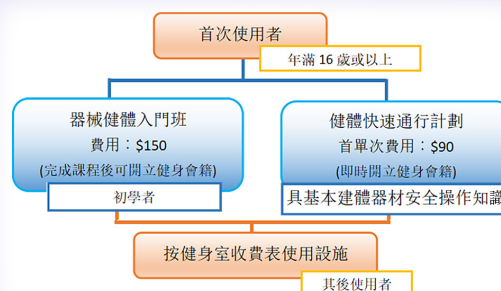 首次使用者
年滿 16 歲或以上
器械健體入門班
費用：$150
(完成課程後可開立健身會籍)
初學者
健體快速通行計劃
首單次費用：$90
(即時開立健身會籍)
具基本建體器材安全操作知識
按健身室收費表使用設施
其後使用者